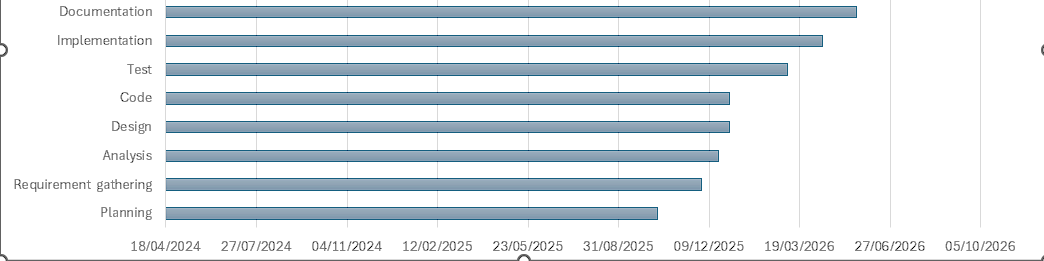 Documentation
Implementation
Test
Code
Design
Analysis
Requirement gathering
Planning
18/04/2024 27/07/2024 04/11/2024 12/02/2025 23/05/2025 31/08/2025 09/12/2025 19/03/2026 27/06/2026 05/10/2026